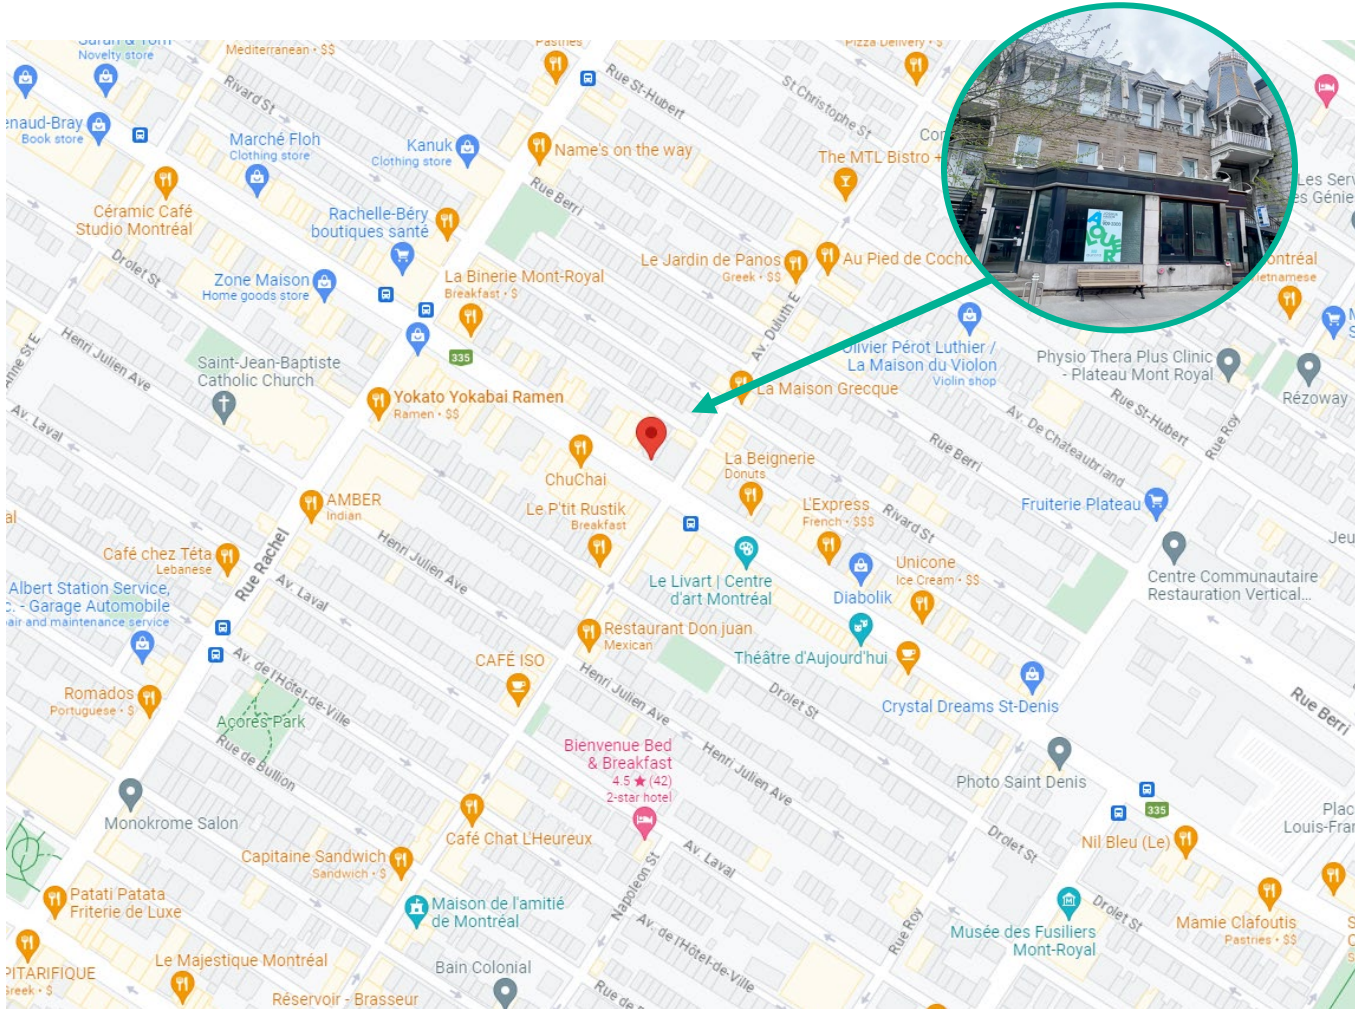 Novelty store
Mediterranean • $$
Pastries
Pizza Delivery • $
Rivard St
Rue St-Hubert
St Christophe St
enaud-Bray
Book store
Marché Floh
Clothing store
Kanuk
Clothing store
Name's on the way
The MTL Bistro +
Rue Berri
Céramic Café
Studio Montréal
Rachelle-Béry
boutiques santé
À LOUER
Drolet St
Zone Maison
Home goods store
La Binerie Mont-Royal
Breakfast • $
Le Jardin de Panos
Greek • $$
Au Pied de Cocho
ontréal
ietnamese
Av. Duluth E
Henri Julien Ave
Anne St E
Saint-Jean-Baptiste
Catholic Church
335
Olivier Pérot Luthier /
La Maison du Violon
Violin shop
Physio Thera Plus Clinic
- Plateau Mont Royal
Rézoway
Yokato Yokabai Ramen
Ramen • $$
La Maison Grecque
Av. Laval
Rue Berri
Av. De Chateaubriand
Rue St-Hubert
Rue Roy
ChuChai
La Beignerie
Donuts
AMBER
Indian
Le P'tit Rustik
Breakfast
L'Express
French • $$$
Rivard St
Fruiterie Plateau
Jeu
al
Café chez Téta
Lebanese
Rue Rachel
Henri Julien Ave
Le Livart | Centre
d'art Montréal
Unicone
Ice Cream • $$
Diabolik
Centre Communautaire
Restauration Vertical...
Albert Station Service,
c. - Garage Automobile
air and maintenance service
Av. Laval
Restaurant Don juan
Mexican
Théâtre d'Aujourd'hui
CAFÉ ISO
Av. de l'Hôtel-de-Ville
Henri Julien Ave
Drolet St
Crystal Dreams St-Denis
Rue Berri
Romados
Portuguese • $
Açores Park
Rue de Bullion
Bienvenue Bed
& Breakfast
4.5 ★ (42)
2-star hotel
Henri Julien Ave
Photo Saint Denis
335
Monokrome Salon
Café Chat L'Heureux
Drolet St
Nil Bleu (Le)
Plac
Louis-Fran
Capitaine Sandwich
Sandwich • $
Av. Laval
Napoleon St
Patati Patata
Friterie de Luxe
Maison de l'amitié
de Montréal
Rue Roy
Musée des Fusiliers
Mont-Royal
Drolet St
Mamie Clafoutis
Pastries • $$
Av. de l'Hôtel-de-Ville
PITARIFIQUE
Greek • $
Le Majestique Montréal
Bain Colonial
Réservoir - Brasseur